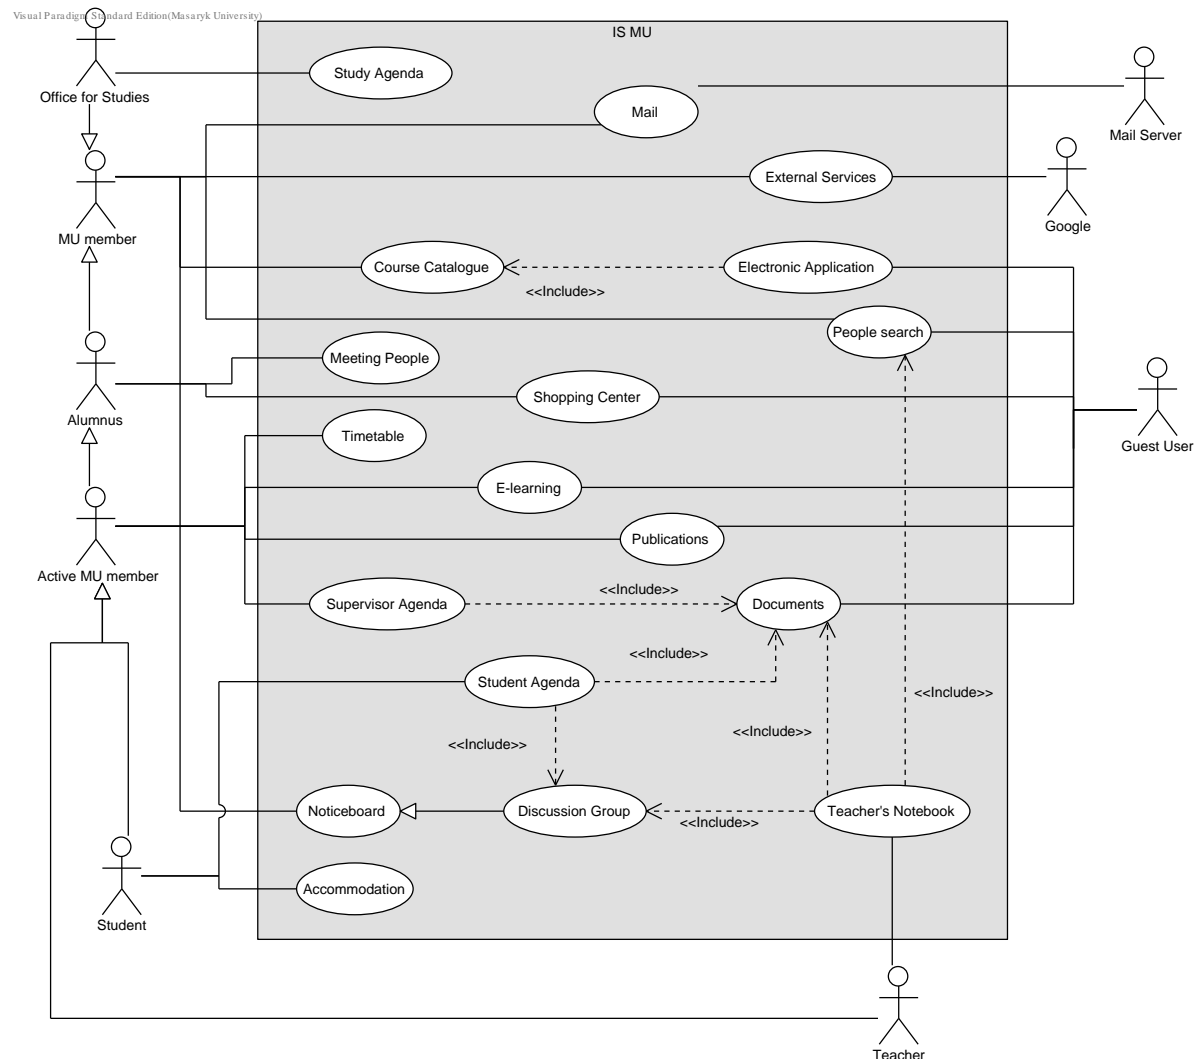 Visual Paradigm Standard Edition(Masaryk University)
IS MU
Study Agenda
Office for Studies
Mail
Mail Server
External Services
MU member
Google
Course Catalogue
Electronic Application
<<Include>>
People search
Meeting People
Shopping Center
Alumnus
Timetable
Guest User
E-learning
Publications
Active MU member
<<Include>>
Supervisor Agenda
Documents
<<Include>>
Student Agenda
<<Include>>
<<Include>>
<<Include>>
Noticeboard
Discussion Group
Teacher's Notebook
<<Include>>
Accommodation
Student
Teacher